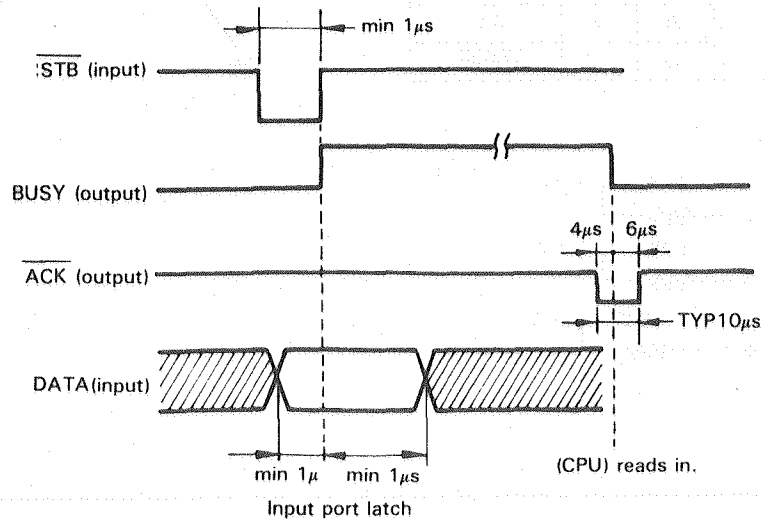 min 1μs
:STB (input)
BUSY (output)
4μs 6μs
ACK (output)
TYP10μs
DATA(input)
min 1μ min 1μs
(CPU) reads in.
Input port latch